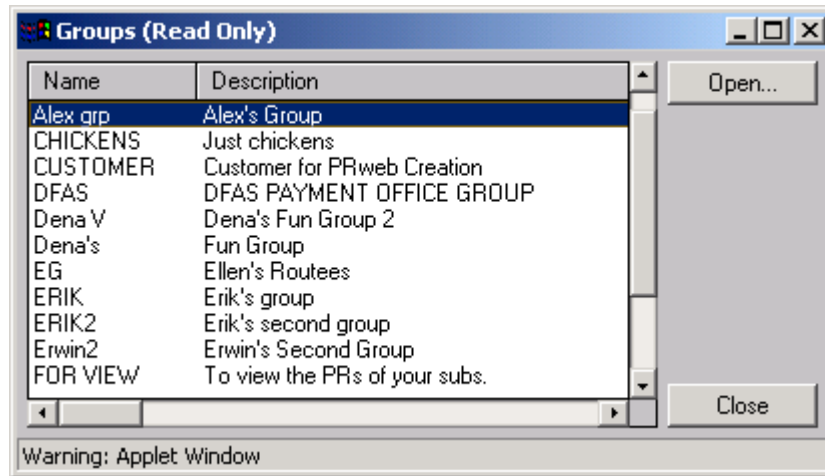 Groups (Read Only)
Name Description
Open...
Alex grp Alex's Group
CHICKENS Just chickens
CUSTOMER Customer for PRweb Creation
DFAS DFAS PAYMENT OFFICE GROUP
Dena V Dena's Fun Group 2
Dena's Fun Group
EG Ellen's Routees
ERIK Erik's group
ERIK2 Erik's second group
Erwin2 Erwin's Second Group
FOR VIEW To view the PRs of your subs.
Close
Warning: Applet Window